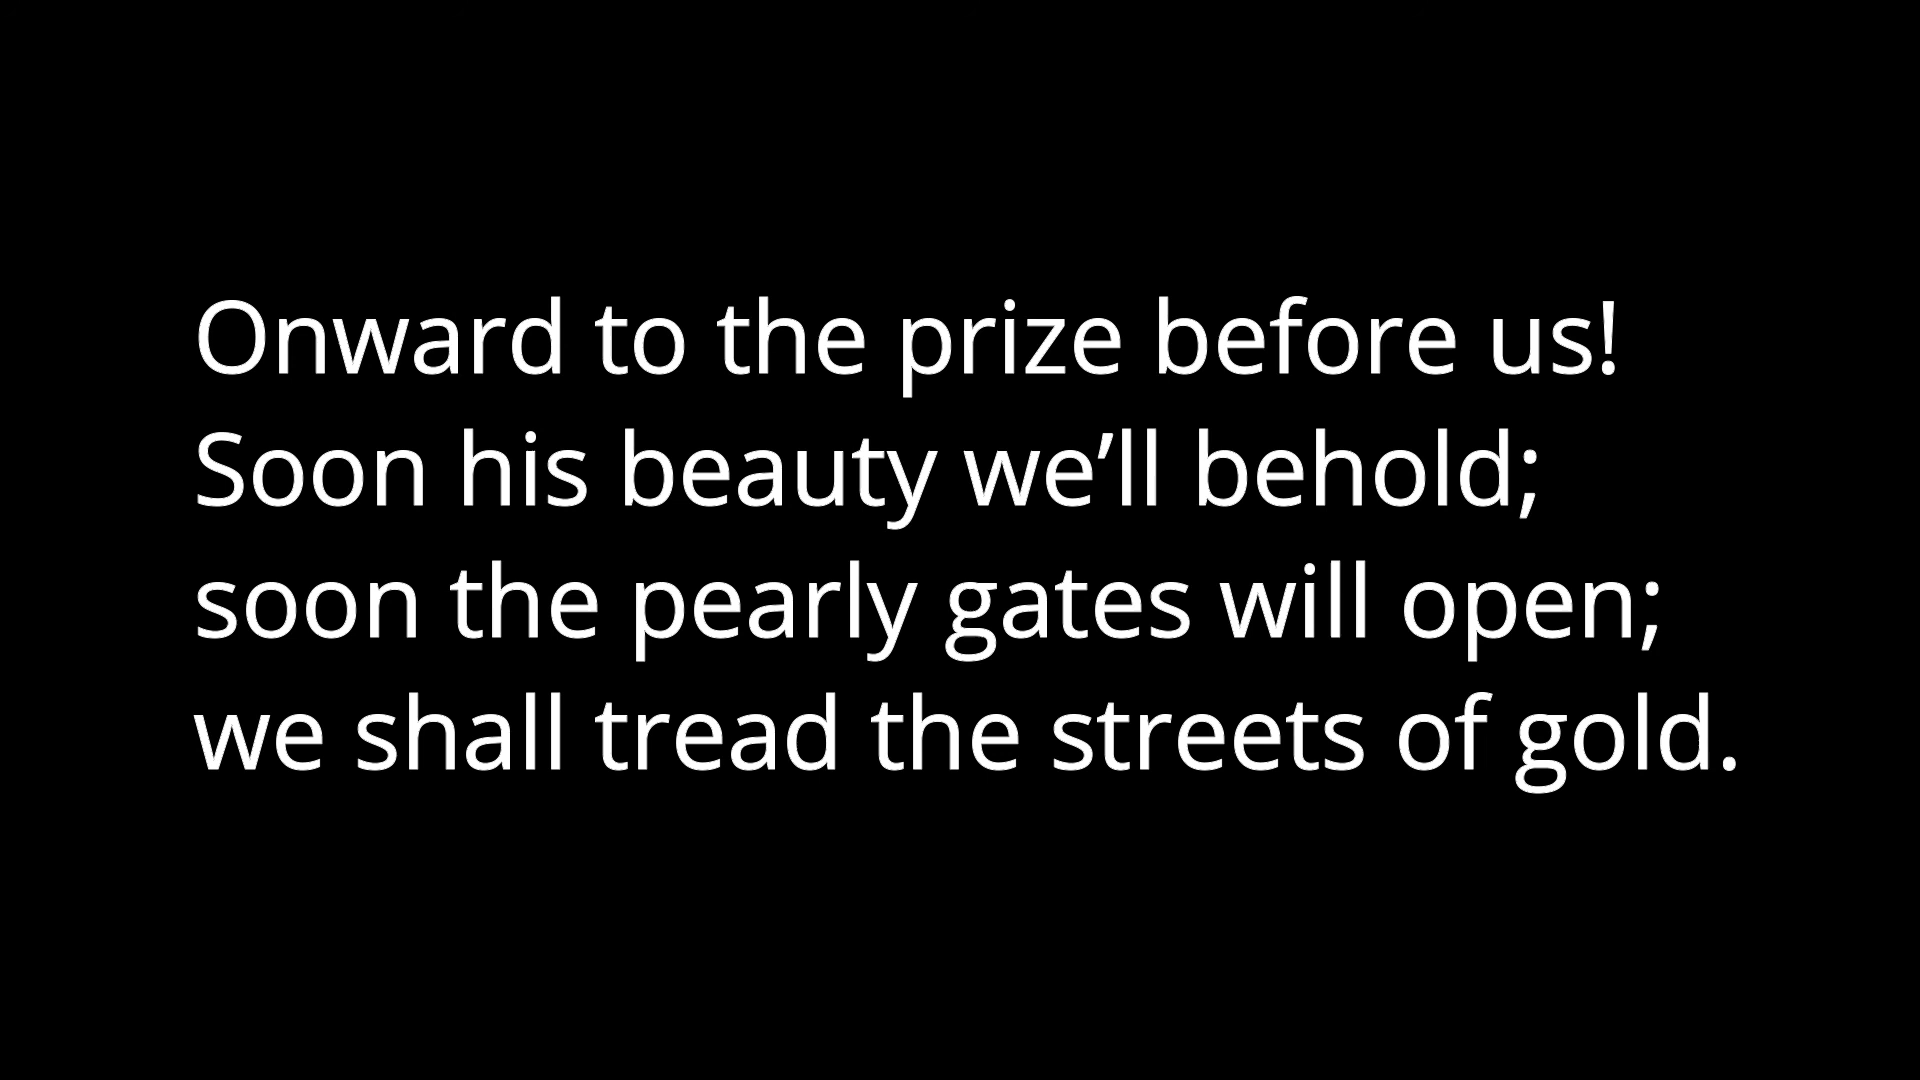 Onward to the prize before us!
Soon his beauty we’ll behold;
soon the pearly gates will open;
we shall tread the streets of gold.